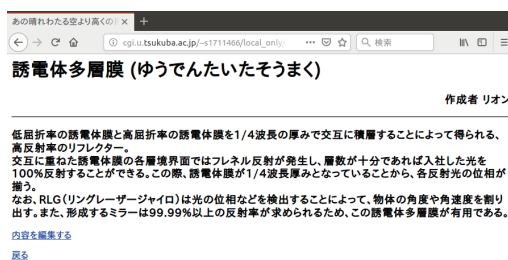 あの晴れわたる空より高くの
cgi.u.tsukuba.ac.jp/~s1711466/local_only/
検索
誘電体多層膜 (ゆうでんたいたそうまく)
作成者 リオン
低屈折率の誘電体膜と高屈折率の誘電体膜を1/4波長の厚みで交互に積層することによって得られる、
高反射率のリフレクター。
交互に重ねた誘電体膜の各層境界面ではフレネル反射が発生し、層数が十分であれば入社した光を
100%反射することができる。この際、誘電体膜が1/4波長厚みとなっていることから、各反射光の位相が
揃う。
なお、RLG(リングレーザージャイロ)は光の位相などを検出することによって、物体の角度や角速度を割り
出す。また、形成するミラーは99.99%以上の反射率が求められるため、この誘電体多層膜が有用である。
内容を編集する
戻る